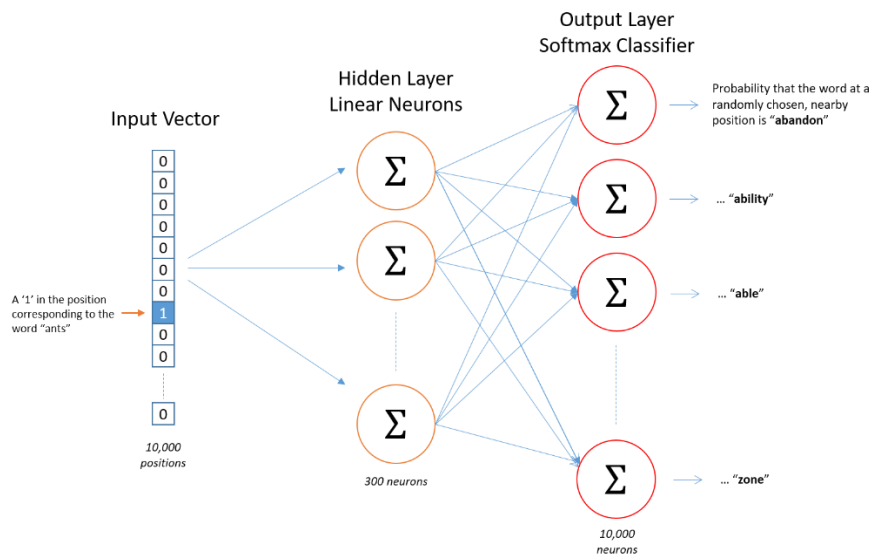 Output Layer
Softmax Classifier
Hidden Layer
Linear Neurons
Input Vector
0
0
0
0
0
0
0
1
0
0
0
A ‘1’ in the position
corresponding to the
word “ants”
10,000
positions
Σ
Σ
Σ
300 neurons
Σ
Σ
Σ
Σ
10,000
neurons
Probability that the word at a
randomly chosen, nearby
position is “abandon”
... “ability”
... “able”
... “zone”